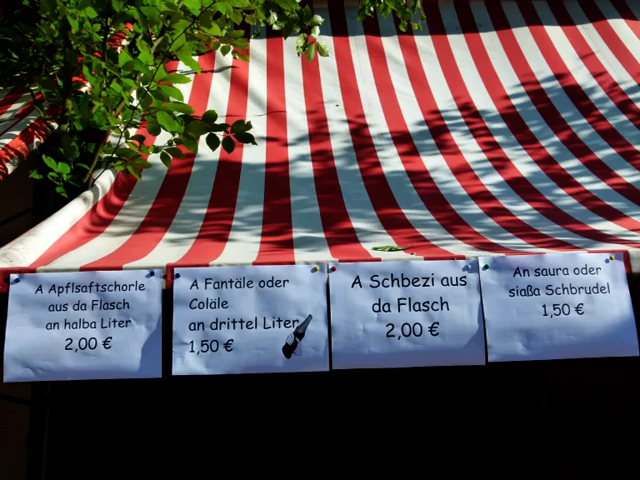 A Apflsaftschorle
aus da Flasch
an halba Liter
2,00 €
A Fantäle oder
Coläle
an drittel Liter
1,50 €
A Schbezi aus
da Flasch
2,00 €
An saura oder
siaßa Schbrudel
1,50 €